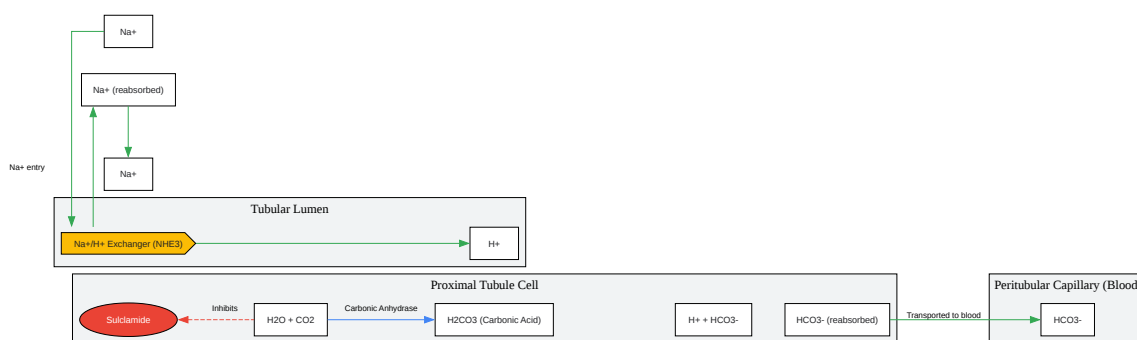 Na+
Na+ (reabsorbed)
Na+ entry
Na+
Tubular Lumen
Na+/H+ Exchanger (NHE3)
H+
Proximal Tubule Cell
Peritubular Capillary (Blood
Sulclamide
Inhibits
H2O + CO2
Carbonic Anhydrase
H2CO3 (Carbonic Acid)
H+ + HCO3-
HCO3- (reabsorbed)
Transported to blood
HCO3-